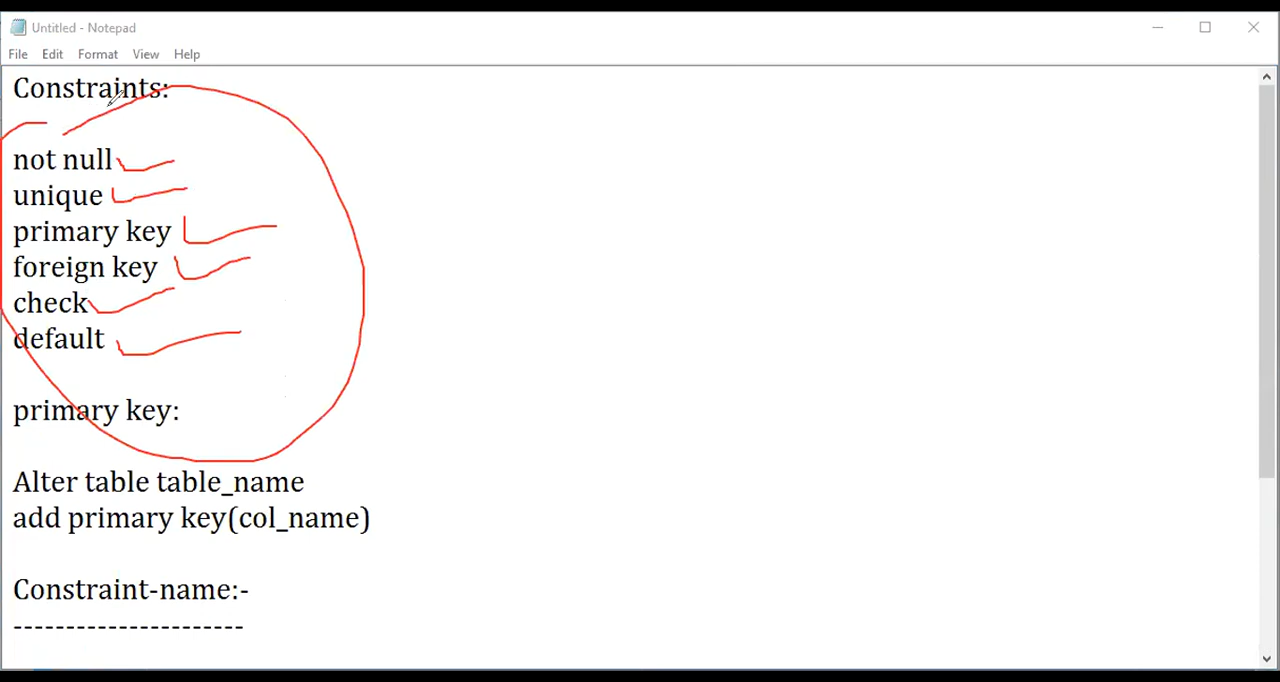 Untitled - Notepad
File Edit Format View Help
Constraints:
not null
unique
primary key
foreign key
check
default
primary key:
Alter table table_name
add primary key(col_name)
Constraint-name:-
----------------------